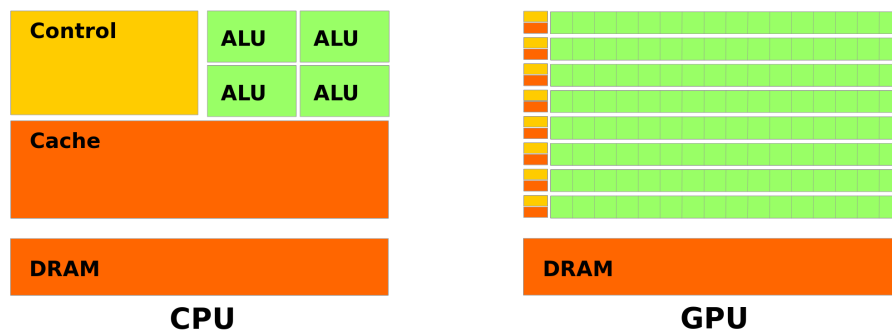 Control
ALU ALU
ALU ALU
Cache
DRAM
CPU
DRAM
GPU